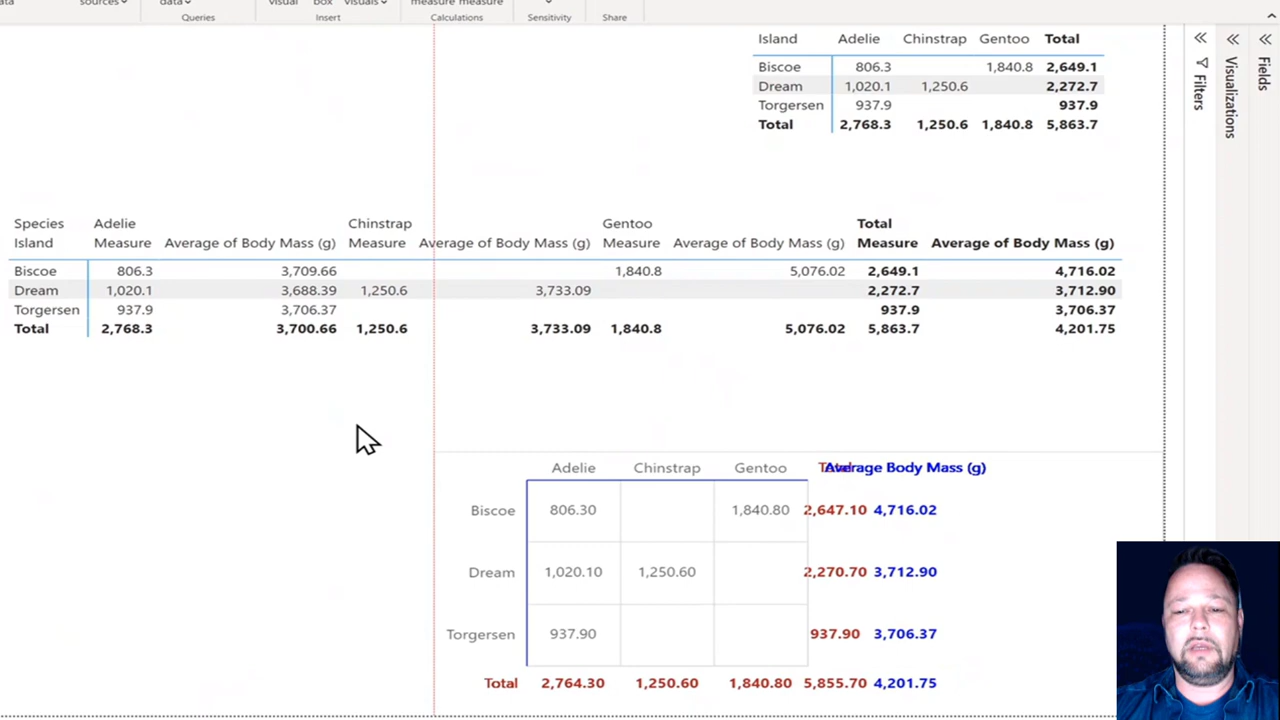 ata sources data visual box visuals measure measure
Queries Insert Calculations Sensitivity Share
Island Adelie Chinstrap Gentoo Total
Biscoe 806.3 1,840.8 2,649.1
Dream 1,020.1 1,250.6 2,272.7
Torgersen 937.9 937.9
Total 2,768.3 1,250.6 1,840.8 5,863.7
Filters
Visualizations
Fields
Species Adelie Chinstrap Gentoo Total
Island Measure Average of Body Mass (g) Measure Average of Body Mass (g) Measure Average of Body Mass (g) Measure Average of Body Mass (g)
Biscoe 806.3 3,709.66 1,840.8 5,076.02 2,649.1 4,716.02
Dream 1,020.1 3,688.39 1,250.6 3,733.09 2,272.7 3,712.90
Torgersen 937.9 3,706.37 937.9 3,706.37
Total 2,768.3 3,700.66 1,250.6 3,733.09 1,840.8 5,076.02 5,863.7 4,201.75
Adelie Chinstrap Gentoo Total Average Body Mass (g)
Biscoe 806.30 1,840.80 2,647.10 4,716.02
Dream 1,020.10 1,250.60 2,270.70 3,712.90
Torgersen 937.90 937.90 3,706.37
Total 2,764.30 1,250.60 1,840.80 5,855.70 4,201.75